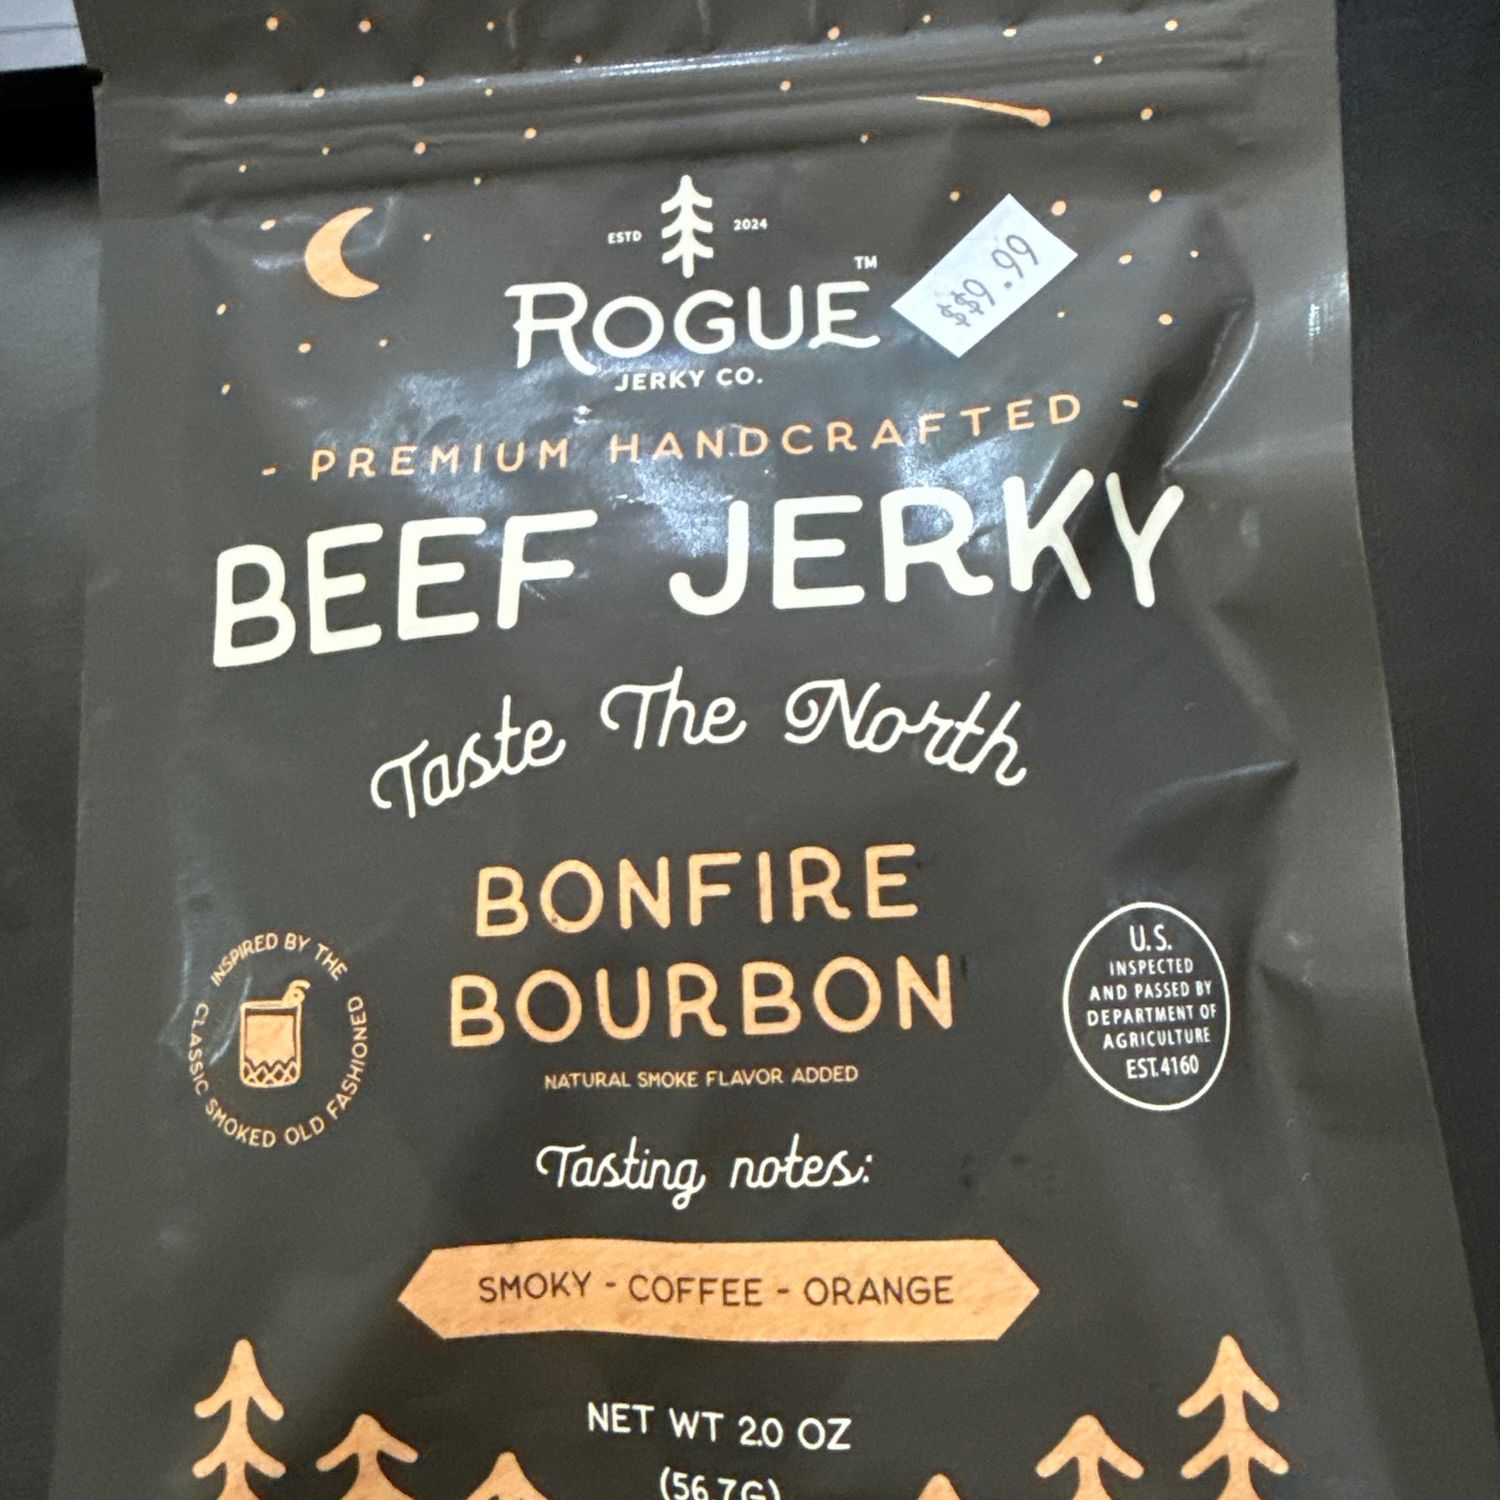 ESTD 2024
ROGUE™
JERKY CO.
$$9.99
- PREMIUM HANDCRAFTED -
BEEF JERKY
Taste The North
BONFIRE
BOURBON
NATURAL SMOKE FLAVOR ADDED
INSPIRED BY THE
CLASSIC SMOKED OLD FASHIONED
U.S.
INSPECTED
AND PASSED BY
DEPARTMENT OF
AGRICULTURE
EST.4160
Tasting notes:
SMOKY - COFFEE - ORANGE
NET WT 2.0 OZ
(56.7G)